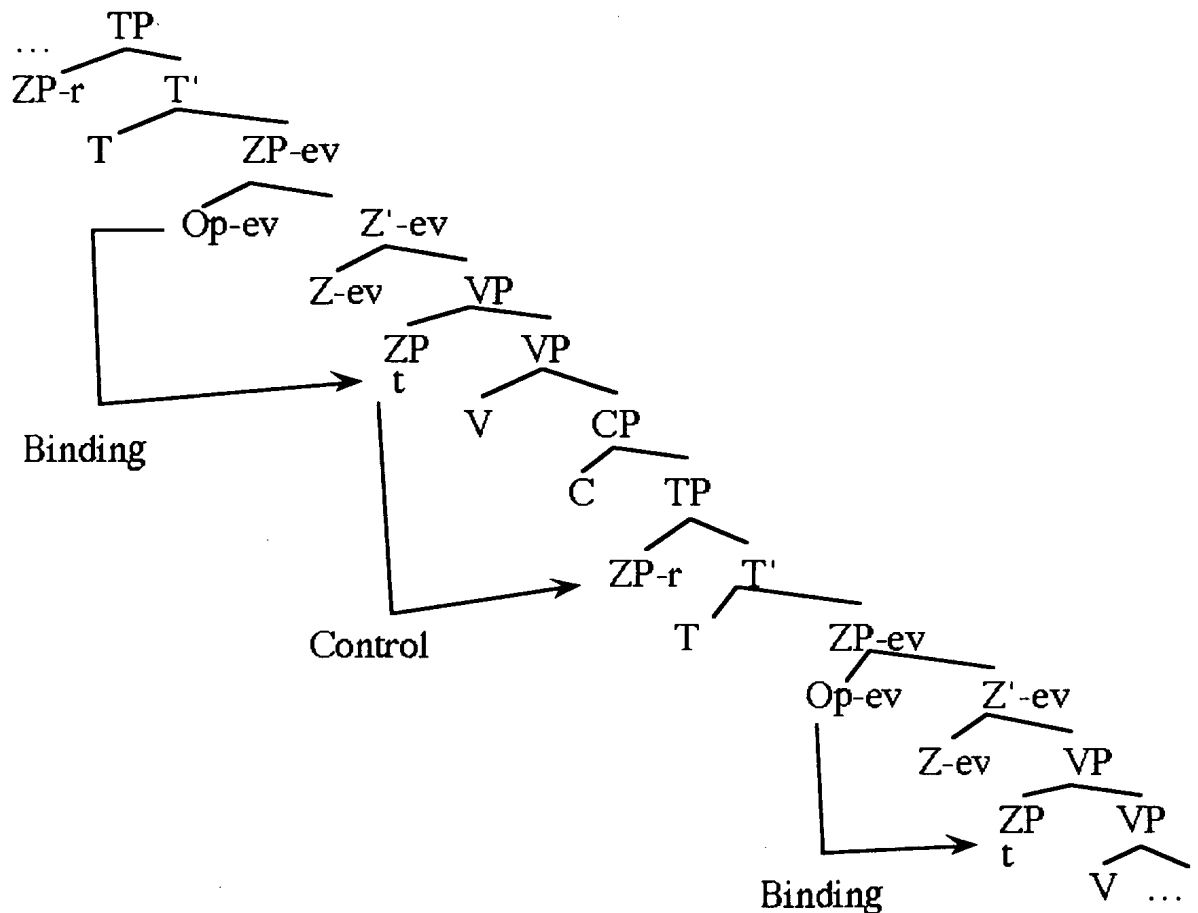 … TP
ZP-r T'
T ZP-ev
Op-ev Z'-ev
Z-ev VP
ZP VP
t
V CP
Binding
C TP
ZP-r T'
Control T ZP-ev
Op-ev Z'-ev
Z-ev VP
ZP VP
t
Binding V …